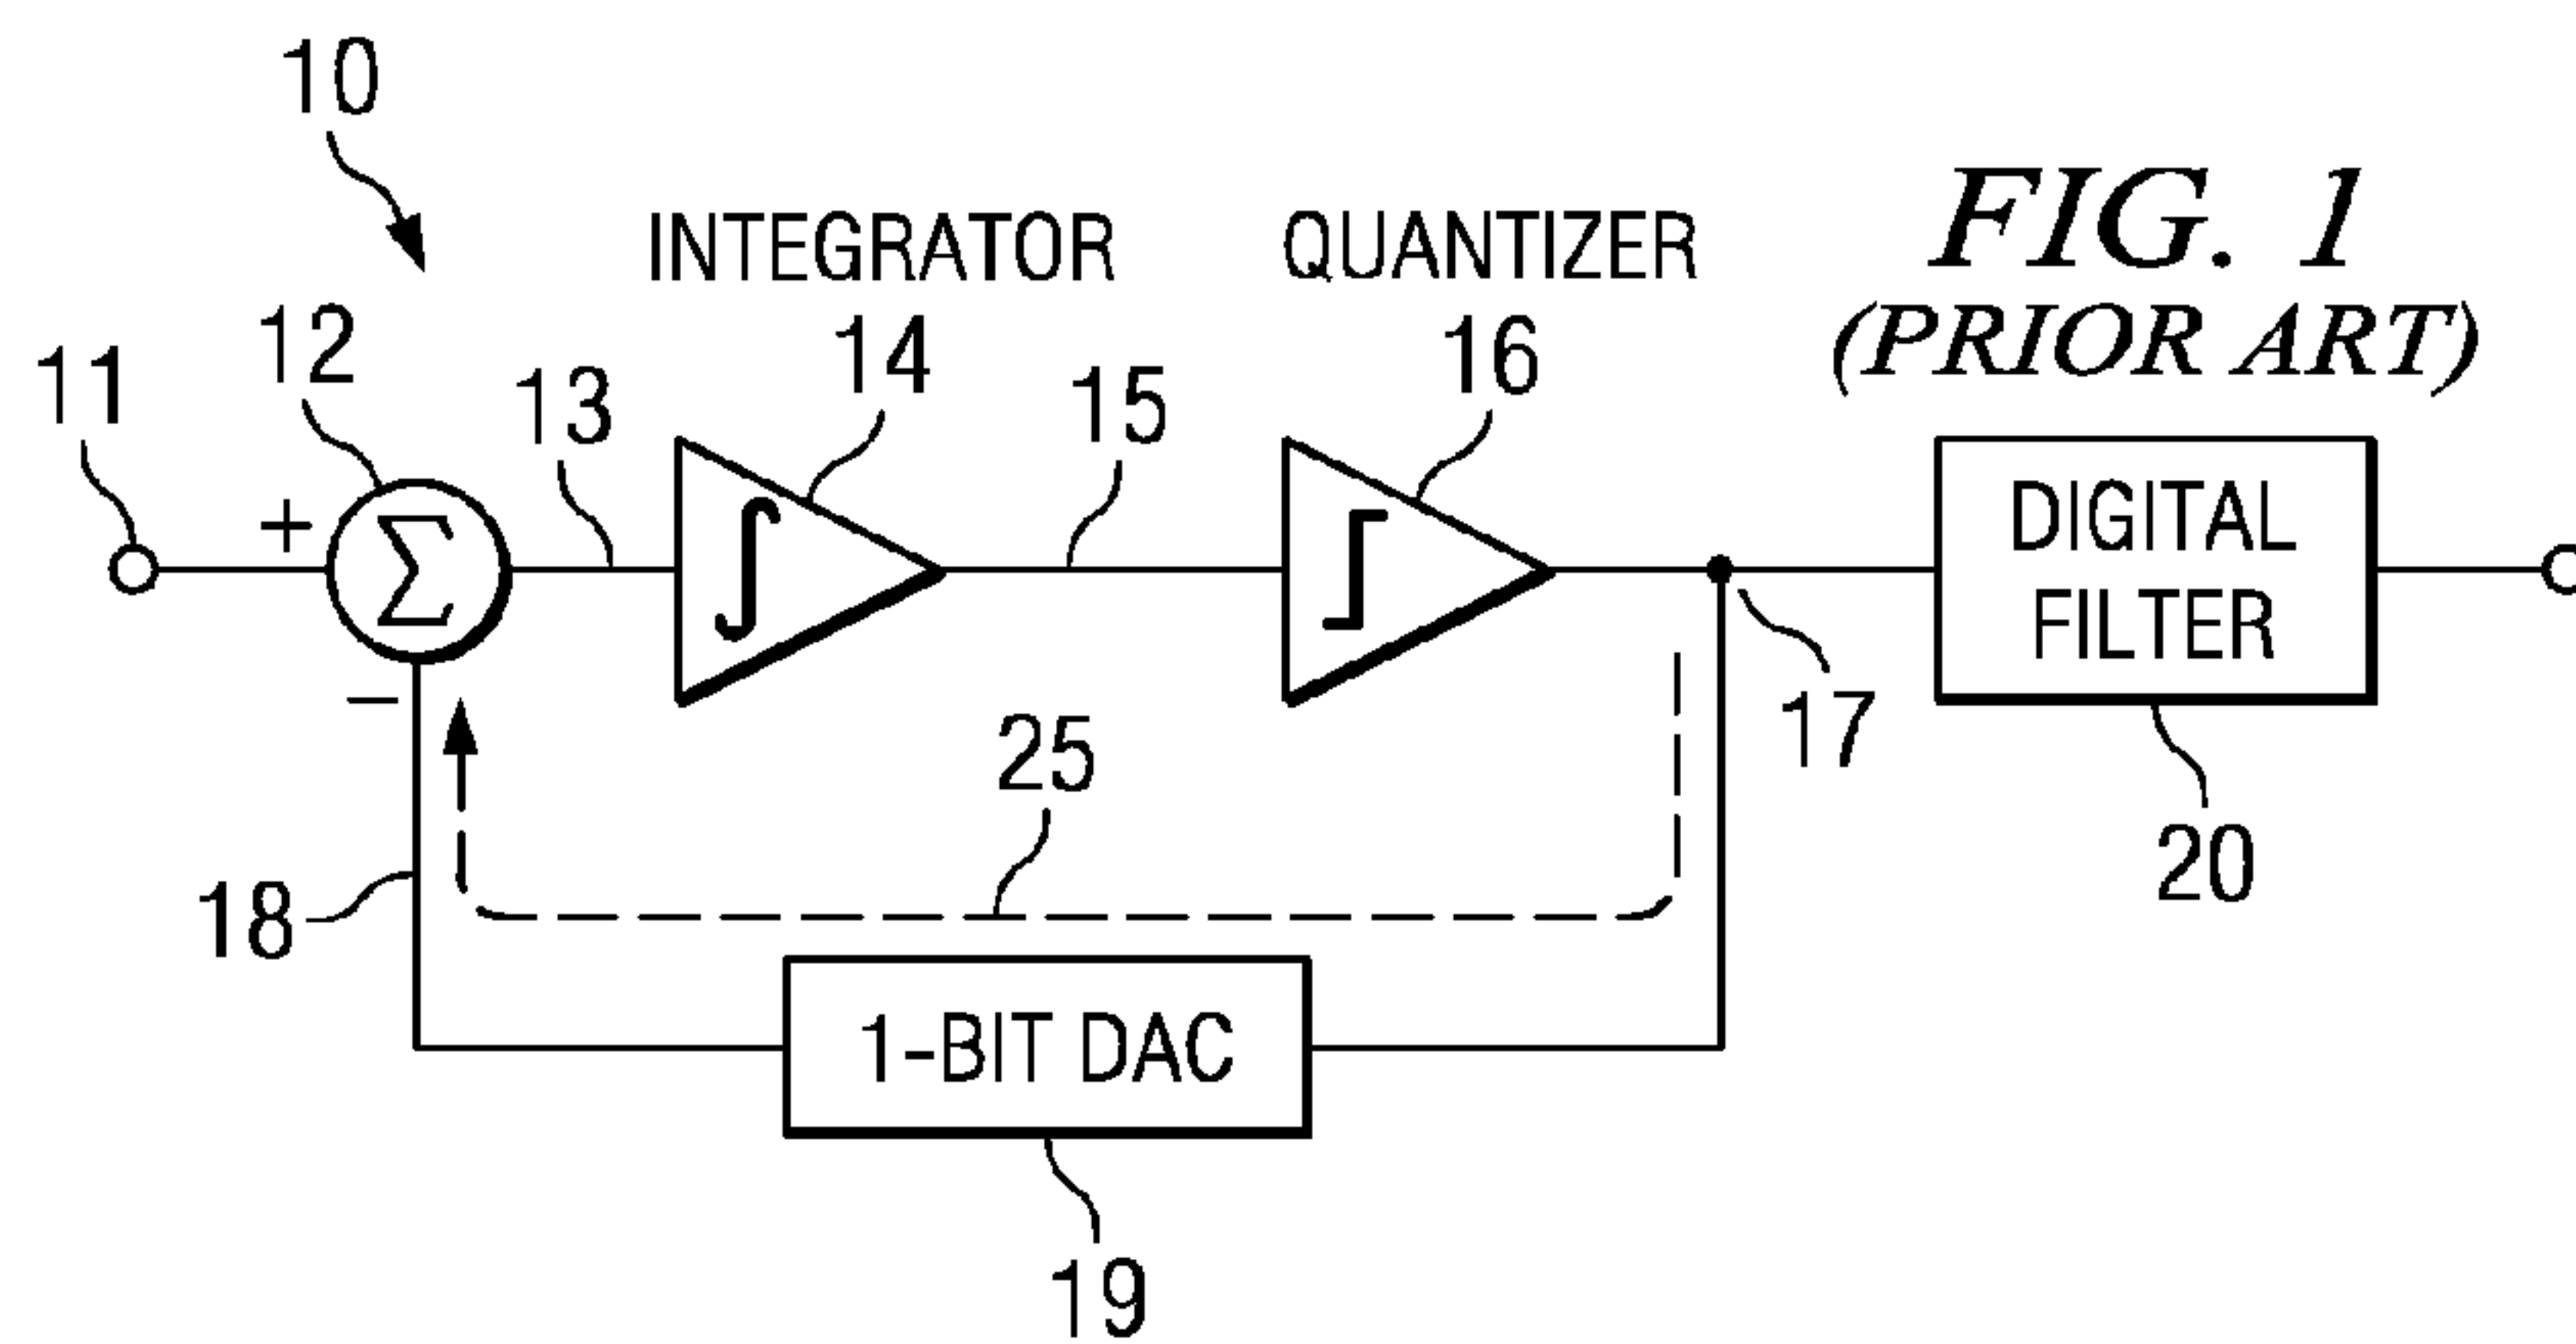 10
INTEGRATOR
QUANTIZER
FIG. 1
(PRIOR ART)
11
12
13
14
15
16
+
Σ
∫
DIGITAL
FILTER
−
17
25
18
20
1-BIT DAC
19